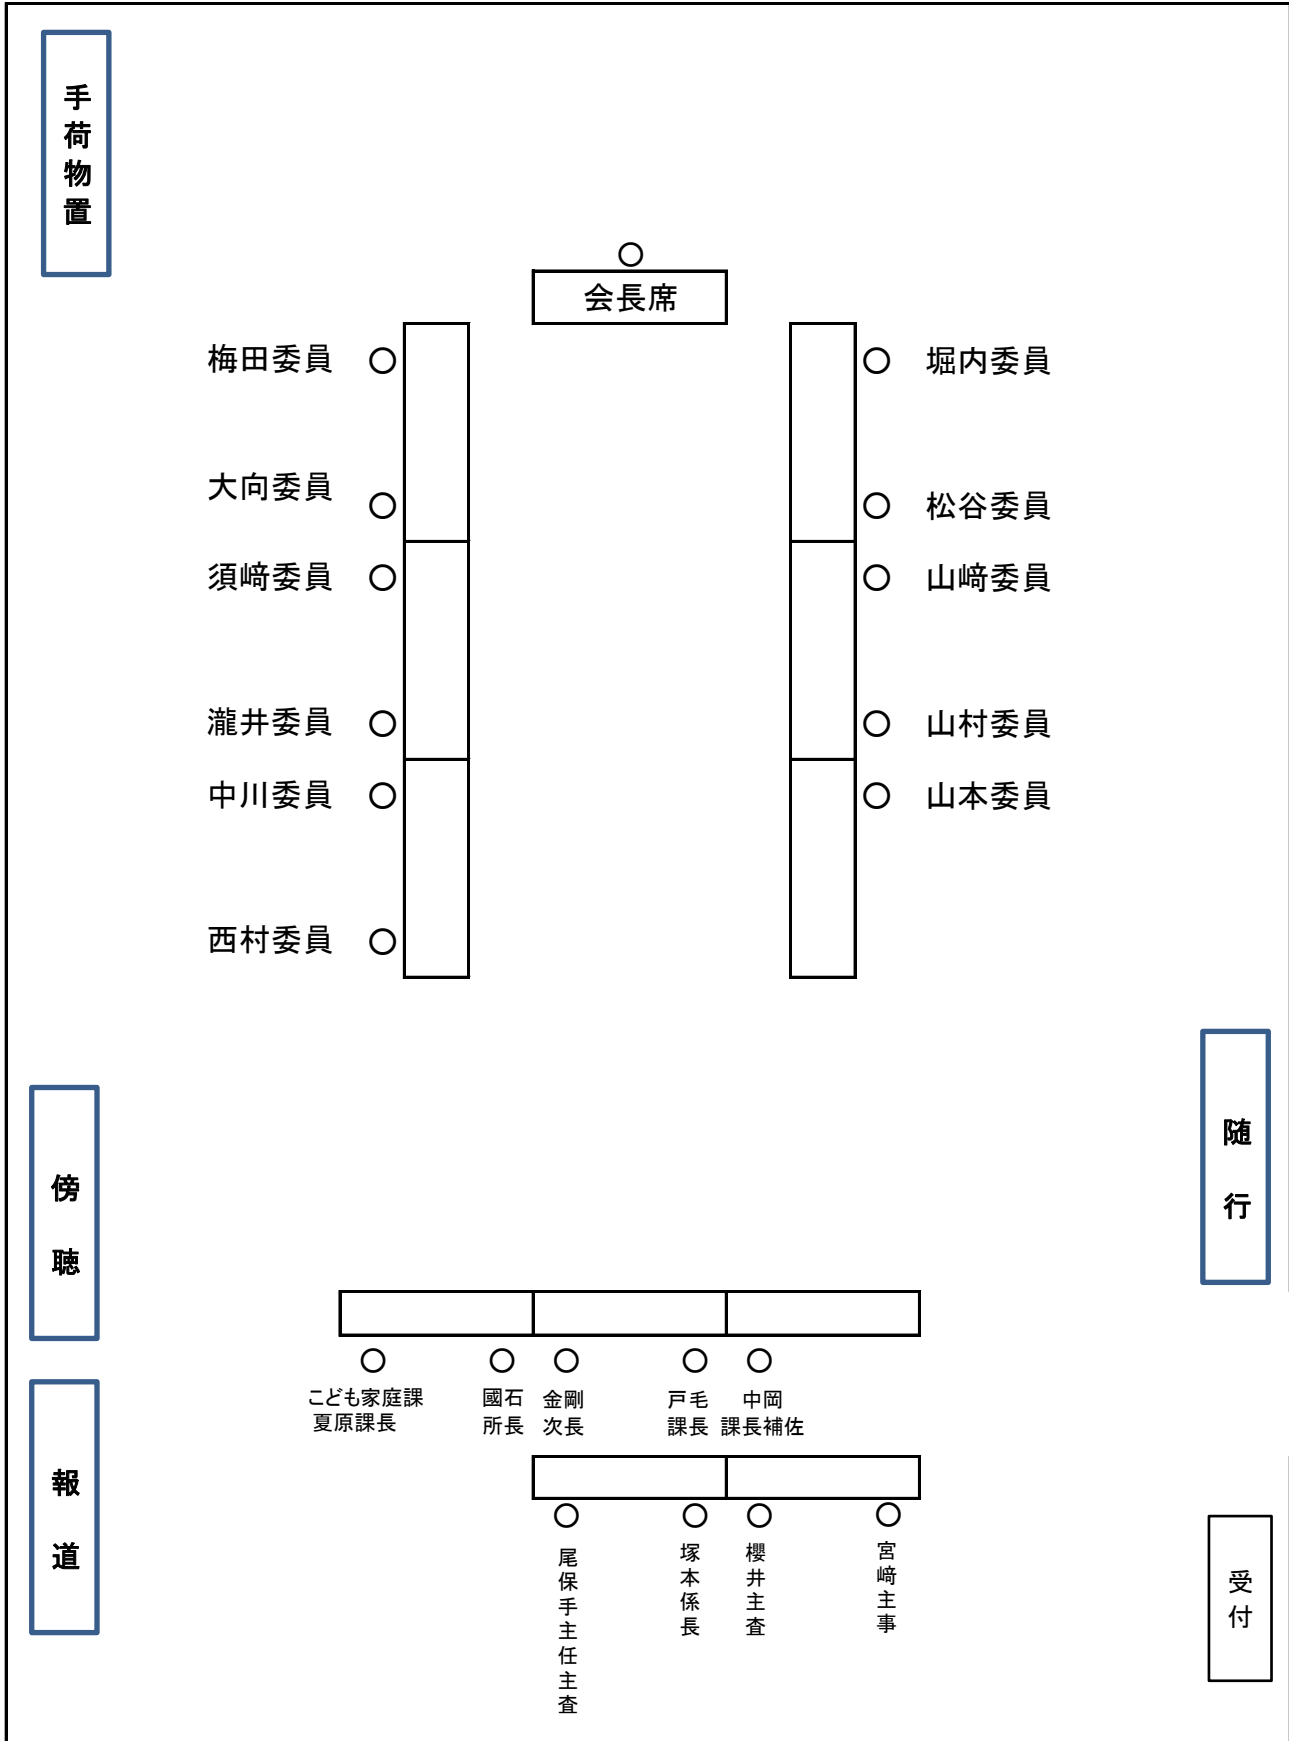 手荷物置
会長席
梅田委員
堀内委員
大向委員
松谷委員
須﨑委員
山﨑委員
瀧井委員
山村委員
中川委員
山本委員
西村委員
随行
傍聴
こども家庭課
夏原課長
國石
所長
金剛
次長
戸毛
課長
中岡
課長補佐
報道
尾保手主任主査
塚本係長
櫻井主査
宮﨑主事
受付